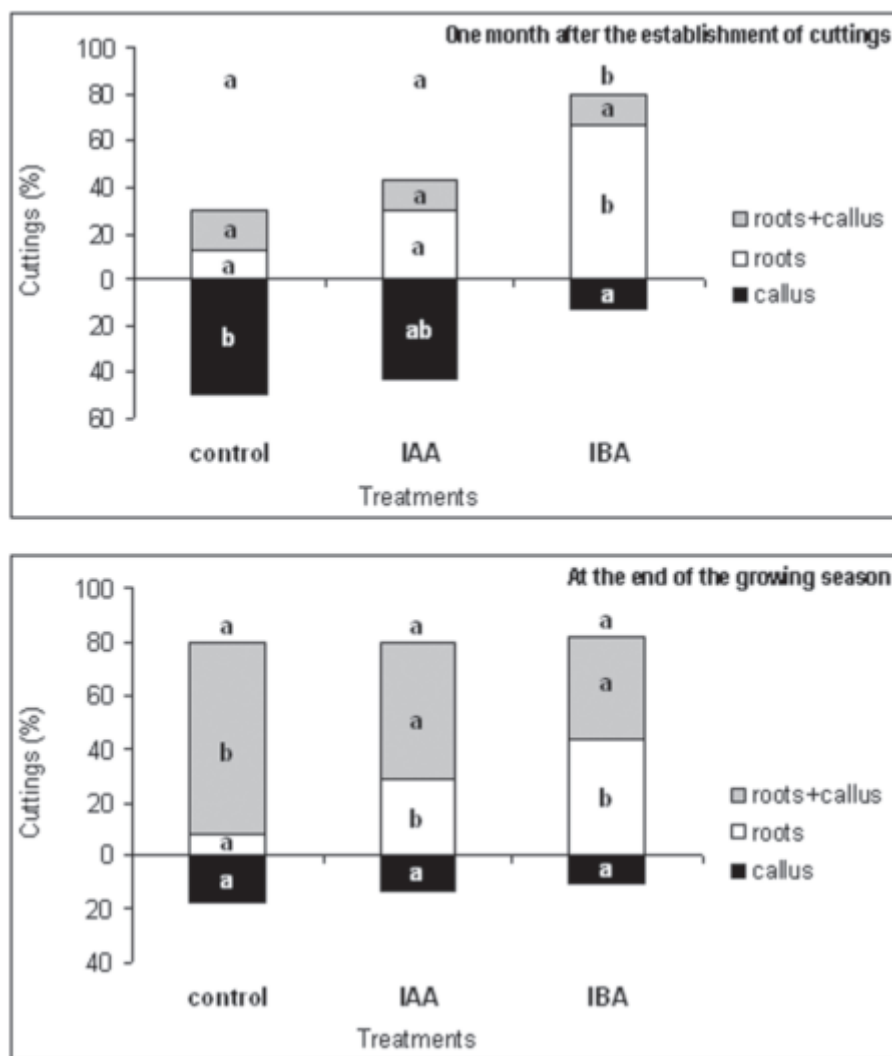 One month after the establishment of cuttings
100
80
60
40
20
0
20
40
60
Cuttings (%)
a
a
b
a
a
a
a
a
b
b
ab
a
roots+callus
roots
callus
control
IAA
IBA
Treatments
At the end of the growing season
100
80
60
40
20
0
20
40
Cuttings (%)
a
a
a
b
a
a
a
b
b
a
a
a
roots+callus
roots
callus
control
IAA
IBA
Treatments